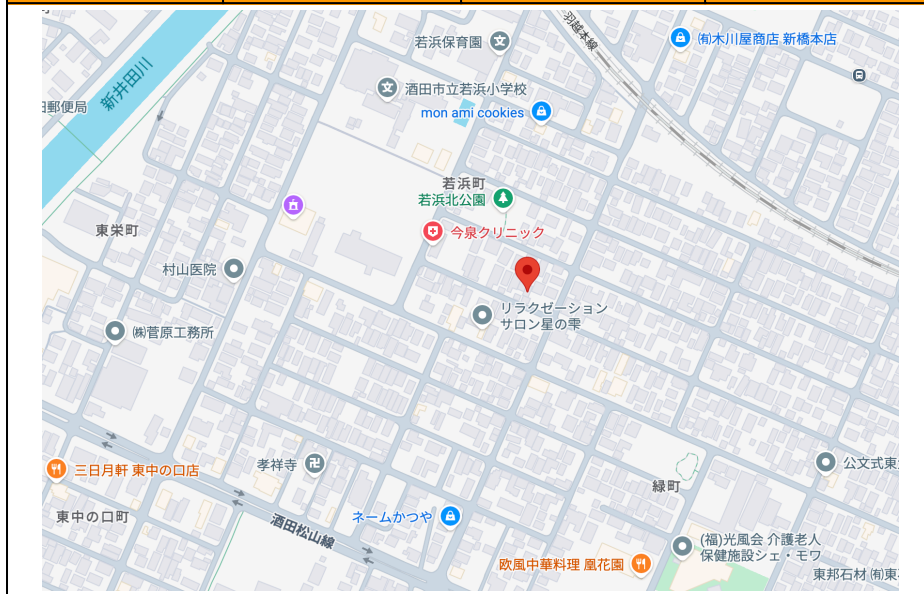 羽越本線
若浜保育園
㈲木川屋商店 新橋本店
酒田市立若浜小学校
新井田川
郵便局
mon ami cookies
若浜町
若浜北公園
東栄町
今泉クリニック
村山医院
リラクゼーション
サロン星の雫
㈱菅原工務所
三日月軒 東中の口店
孝祥寺
公文式東
緑町
東中の口町
ネームかつや
酒田松山線
(福)光風会 介護老人
保健施設シェ・モワ
欧風中華料理 凰花園
東邦石材 ㈲東